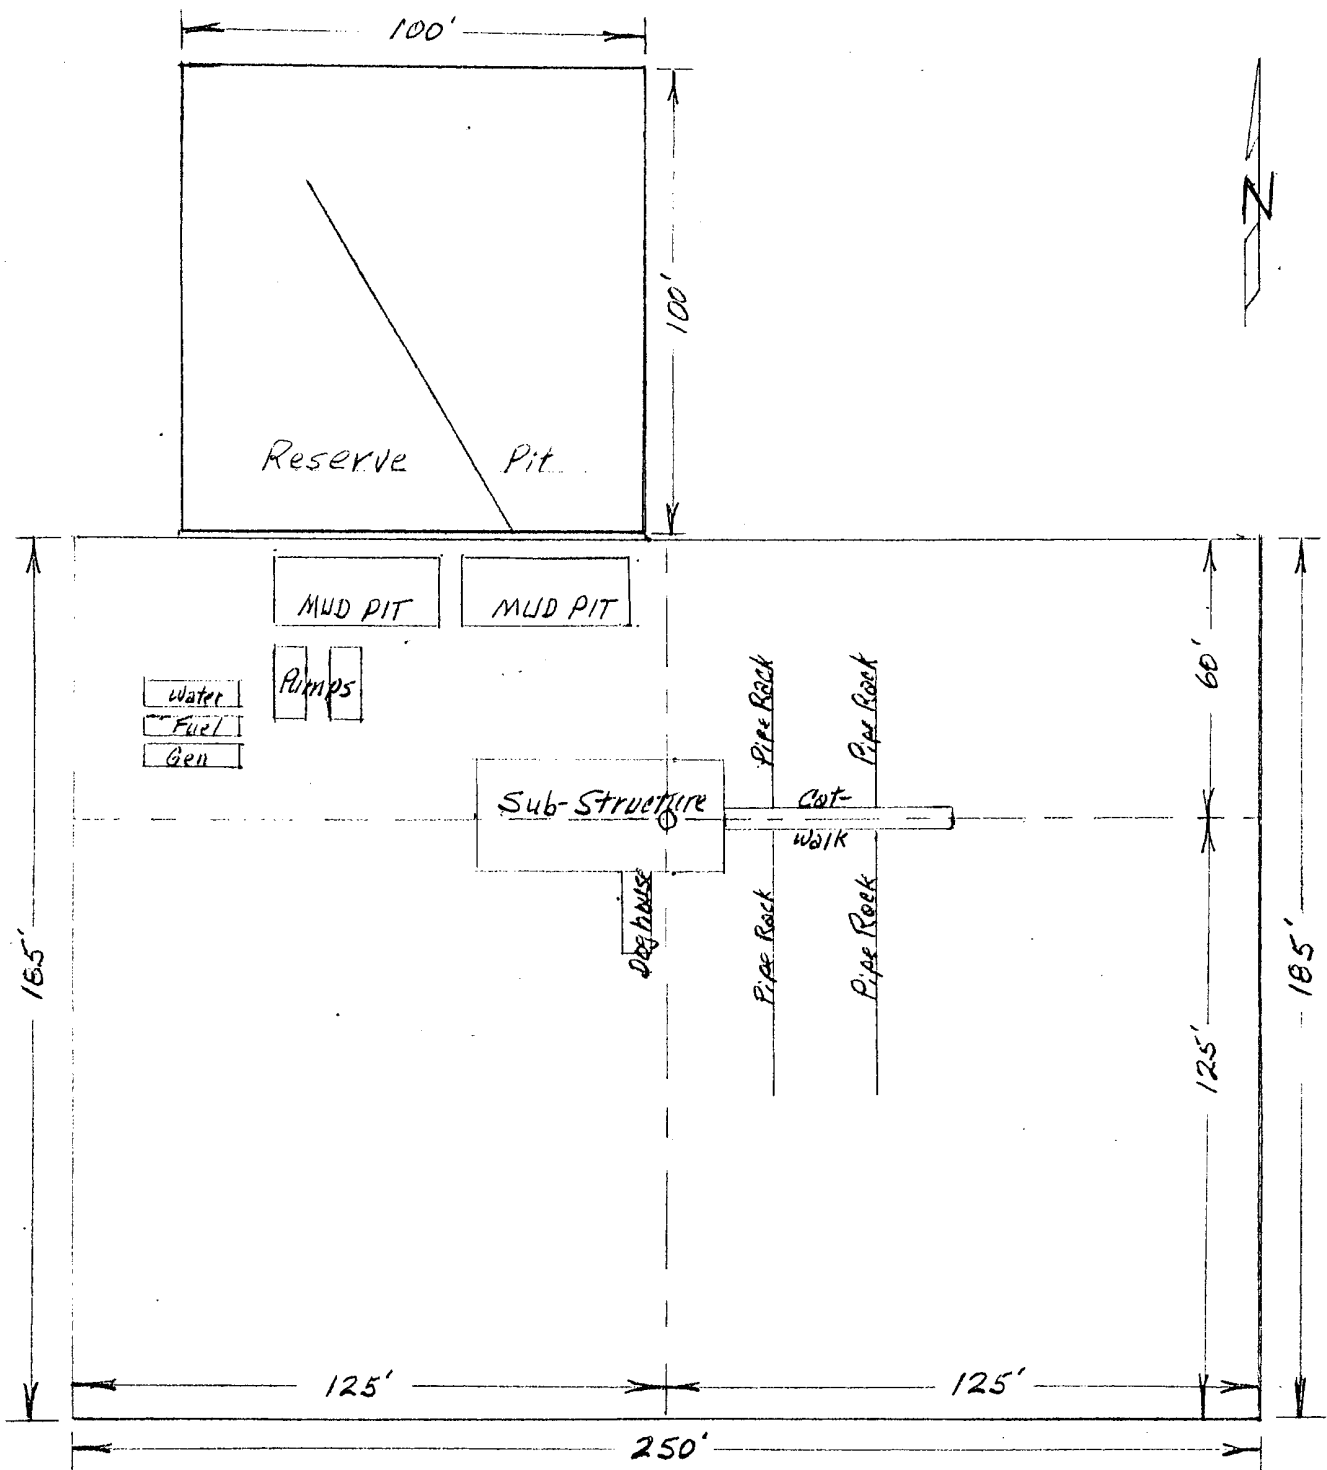 100'
N
100'
Reserve Pit
MUD PIT
MUD PIT
Pumps
Water
Fuel
Gen
Pipe Rack
Pipe Rack
60'
Sub-Structure
Cat-
walk
Doghouse
Pipe Rack
Pipe Rack
185'
185'
125'
125'
125'
250'